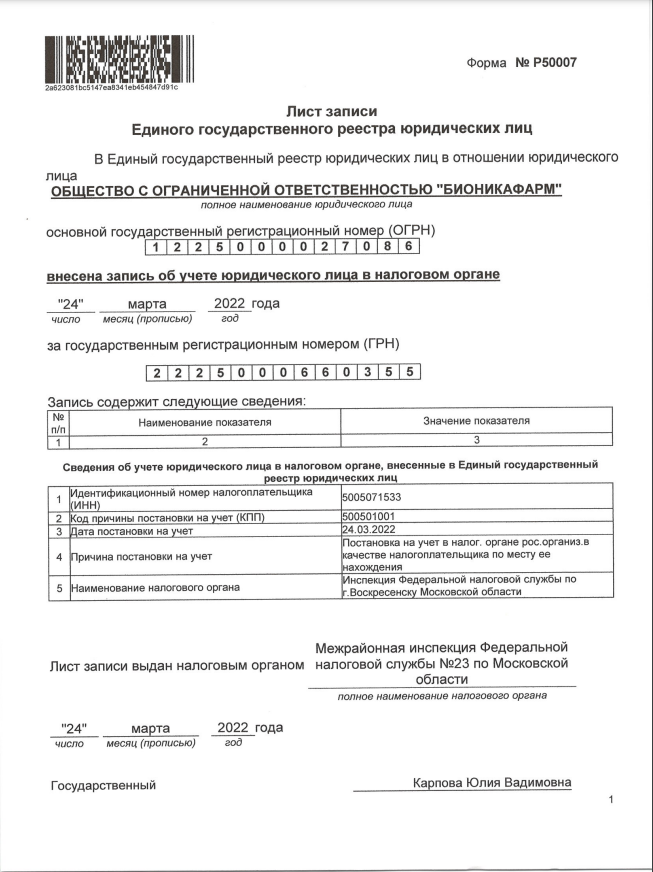 Форма № Р50007
2a623081bc5147ea8341eb454847d91c
Лист записи
Единого государственного реестра юридических лиц
В Единый государственный реестр юридических лиц в отношении юридического
лица
ОБЩЕСТВО С ОГРАНИЧЕННОЙ ОТВЕТСТВЕННОСТЬЮ "БИОНИКАФАРМ"
полное наименование юридического лица
основной государственный регистрационный номер (ОГРН)
1 2 2 5 0 0 0 0 2 7 0 8 6
внесена запись об учете юридического лица в налоговом органе
"24" марта 2022 года
число месяц (прописью) год
за государственным регистрационным номером (ГРН)
2 2 2 5 0 0 0 6 6 0 3 5 5
Запись содержит следующие сведения:
№ п/п Наименование показателя Значение показателя
1 2 3
Сведения об учете юридического лица в налоговом органе, внесенные в Единый государственный
реестр юридических лиц
1 Идентификационный номер налогоплательщика (ИНН) 5005071533
2 Код причины постановки на учет (КПП) 500501001
3 Дата постановки на учет 24.03.2022
4 Причина постановки на учет Постановка на учет в налог. органе рос.организ.в
качестве налогоплательщика по месту ее
нахождения
5 Наименование налогового органа Инспекция Федеральной налоговой службы по
г.Воскресенску Московской области
Лист записи выдан налоговым органом Межрайонная инспекция Федеральной
налоговой службы №23 по Московской
области
полное наименование налогового органа
"24" марта 2022 года
число месяц (прописью) год
Государственный Карпова Юлия Вадимовна
1